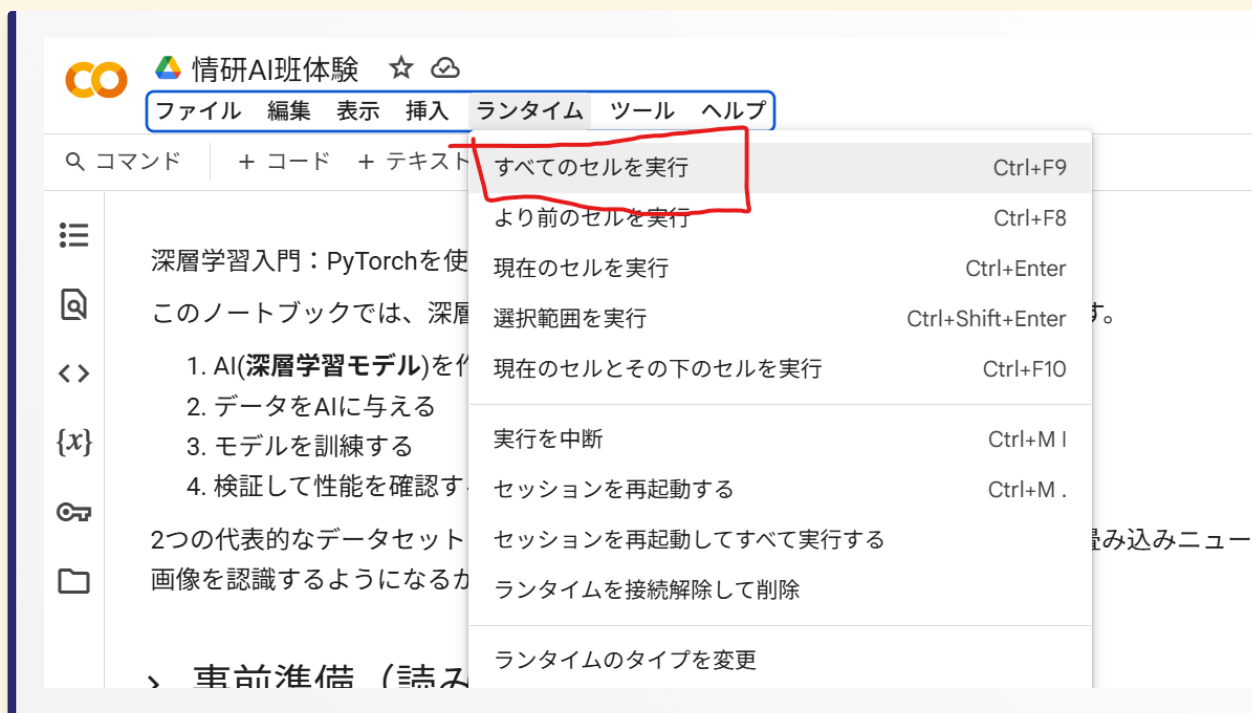 情研AI班体験
ファイル 編集 表示 挿入 ランタイム ツール ヘルプ
コマンド + コード + テキスト
すべてのセルを実行 Ctrl+F9
より前のセルを実行 Ctrl+F8
現在のセルを実行 Ctrl+Enter
選択範囲を実行 Ctrl+Shift+Enter
現在のセルとその下のセルを実行 Ctrl+F10
実行を中断 Ctrl+M I
セッションを再起動する Ctrl+M .
セッションを再起動してすべて実行する
ランタイムを接続解除して削除
ランタイムのタイプを変更
深層学習入門：PyTorchを使
このノートブックでは、深層 す。
1. AI(深層学習モデル)を作
2. データをAIに与える
3. モデルを訓練する
4. 検証して性能を確認す
2つの代表的なデータセット 畳み込みニュー
画像を認識するようになるか
事前準備（読み